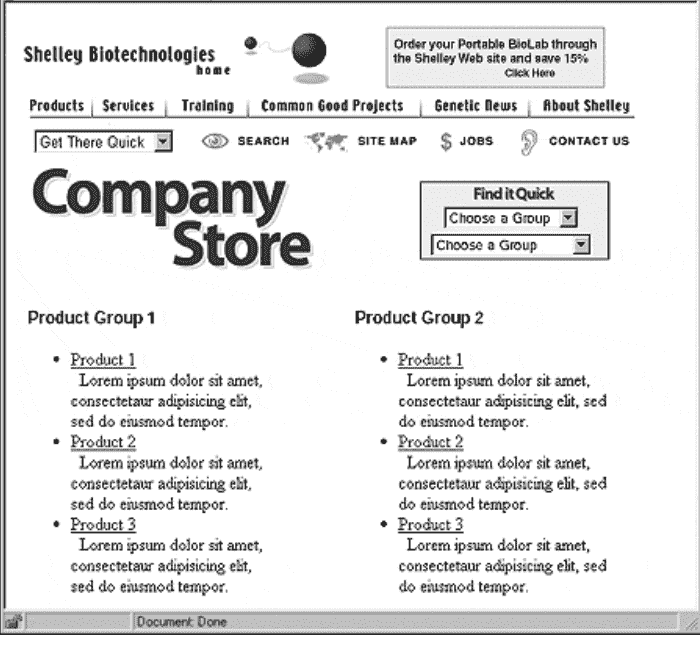 Shelley Biotechnologies
home
Order your Portable BioLab through
the Shelley Web site and save 15%
Click Here
Products | Services | Training | Common Good Projects | Genetic News | About Shelley
Get There Quick SEARCH SITE MAP $ JOBS CONTACT US
Company
Store
Find it Quick
Choose a Group
Choose a Group
Product Group 1
• Product 1
Lorem ipsum dolor sit amet,
consectetaur adipisicing elit,
sed do eiusmod tempor.
• Product 2
Lorem ipsum dolor sit amet,
consectetaur adipisicing elit,
sed do eiusmod tempor.
• Product 3
Lorem ipsum dolor sit amet,
consectetaur adipisicing elit,
sed do eiusmod tempor.
Product Group 2
• Product 1
Lorem ipsum dolor sit amet,
consectetaur adipisicing elit, sed
do eiusmod tempor.
• Product 2
Lorem ipsum dolor sit amet,
consectetaur adipisicing elit, sed
do eiusmod tempor.
• Product 3
Lorem ipsum dolor sit amet,
consectetaur adipisicing elit, sed
do eiusmod tempor.
Document: Done